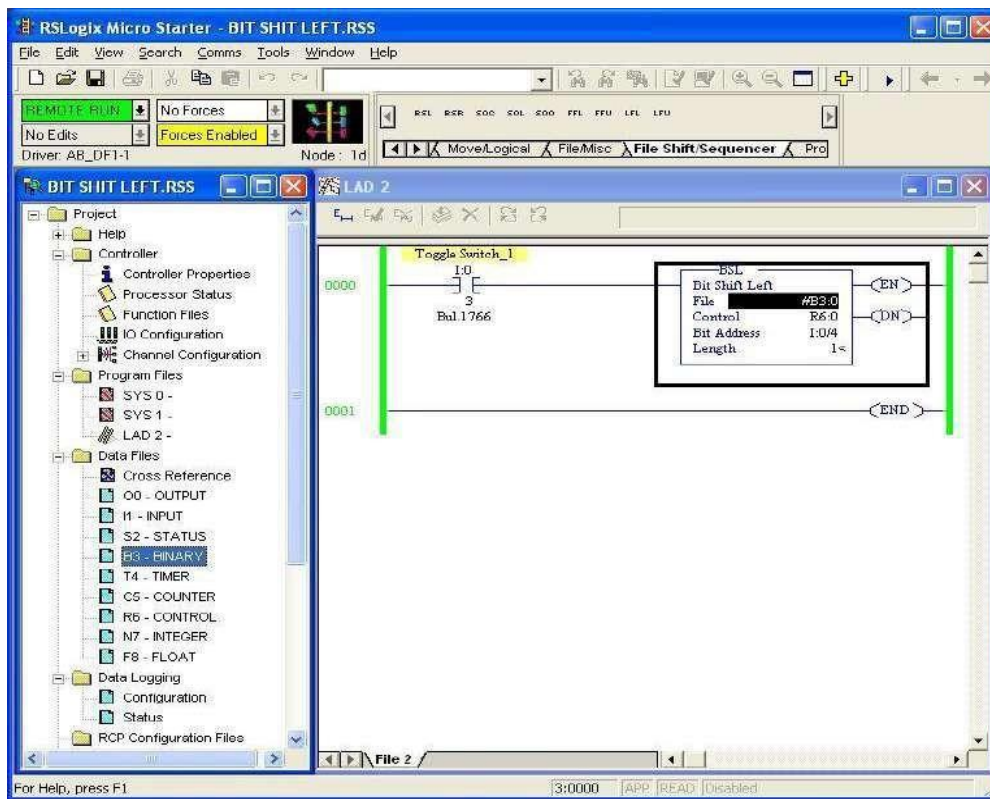 RSLogix Micro Starter - BIT SHIT LEFT.RSS
File Edit View Search Comms Tools Window Help
REMOTE RUN No Forces
No Edits Forces Enabled
Driver: AB_DF1-1 Node : 1d
BSL BSR SQC SQL SQO FFL FFU LFL LFU
Move/Logical File/Misc File Shift/Sequencer Pro
BIT SHIT LEFT.RSS
Project
Help
Controller
Controller Properties
Processor Status
Function Files
IO Configuration
Channel Configuration
Program Files
SYS 0 -
SYS 1 -
LAD 2 -
Data Files
Cross Reference
O0 - OUTPUT
I1 - INPUT
S2 - STATUS
B3 - BINARY
T4 - TIMER
C5 - COUNTER
R6 - CONTROL
N7 - INTEGER
F8 - FLOAT
Data Logging
Configuration
Status
RCP Configuration Files
LAD 2
Toggle Switch_1
0000
I:0
3
Bul.1766
BSL
Bit Shift Left
File #B3:0
Control R6:0
Bit Address I:0/4
Length 1<
EN
DN
0001
END
File 2
For Help, press F1
3:0000 APP READ Disabled